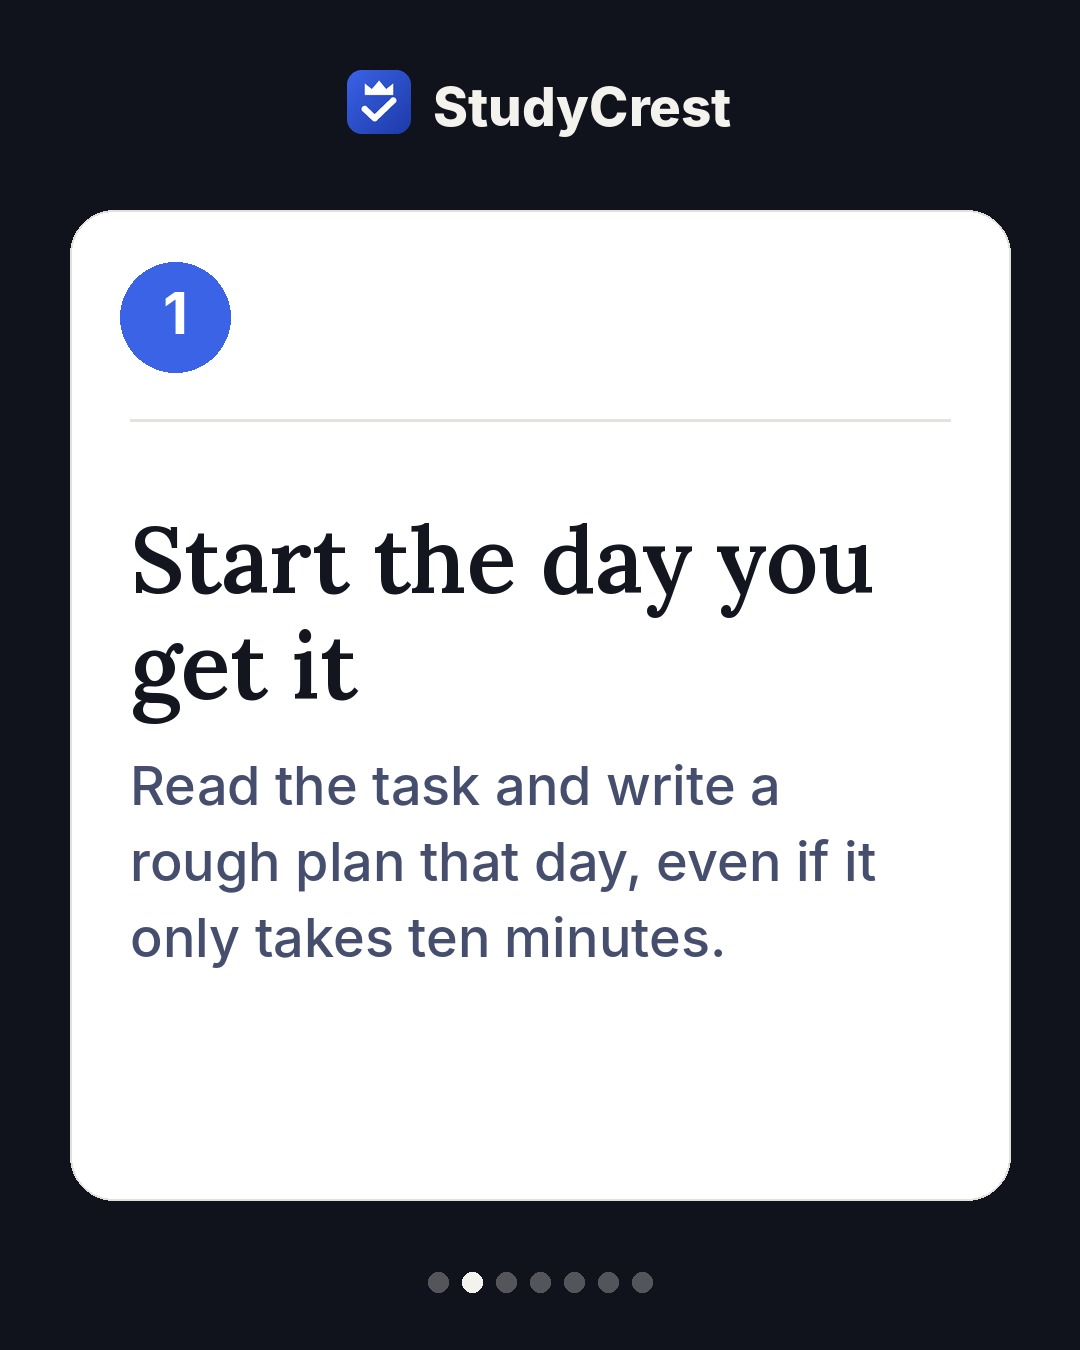 StudyCrest
1
Start the day you
get it
Read the task and write a
rough plan that day, even if it
only takes ten minutes.